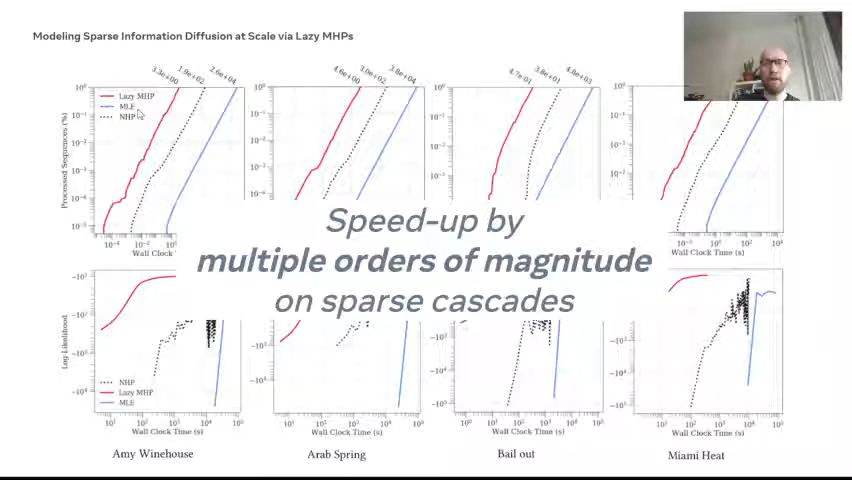 Modeling Sparse Information Diffusion at Scale via Lazy MHPs
3.3e+00 1.9e+02 2.6e+04
4.6e+00 3.0e+02 3.8e+04
4.7e-01 3.8e+01 4.0e+03
Lazy MHP
MLE
NHP
Processed Sequences (%)
Wall Clock
Wall Clock Time (s)
Speed-up by
multiple orders of magnitude
on sparse cascades
Log-Likelihood
NHP
Lazy MHP
MLE
Wall Clock Time (s)
Wall Clock Time (s)
Wall Clock Time (s)
Wall Clock Time (s)
Amy Winehouse
Arab Spring
Bail out
Miami Heat